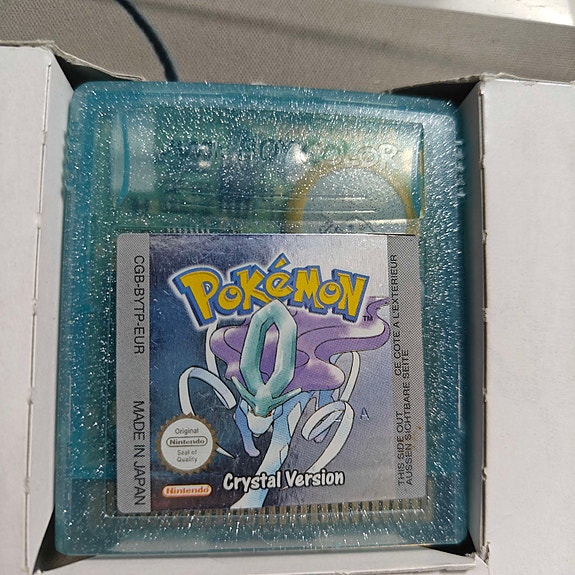 GAME BOY COLOR
POKéMON
TM
CGB-BYTP-EUR
MADE IN JAPAN
CE COTE A L'EXTERIEUR
THIS SIDE OUT
AUSSEN SICHTBARE SEITE
Original
Nintendo
Seal of
Quality
Nintendo
Crystal Version